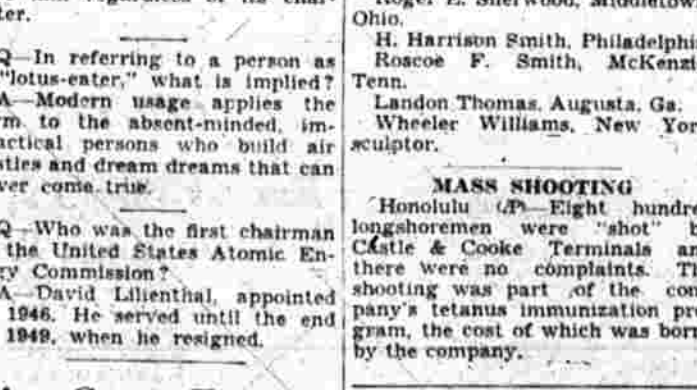 ter.
Q—In referring to a person as
"lotus-eater," what is implied?
A—Modern usage applies the
rm to the absent-minded, im-
actical persons who build air
stles and dream dreams that can
ver come true.
Q—Who was the first chairman
the United States Atomic En-
gy Commission?
A—David Lilienthal, appointed
1946. He served until the end
1949, when he resigned.
Roger E. Sherwood, Middletow
Ohio.
H. Harrison Smith, Philadelphi
Roscoe F. Smith, McKenzi
Tenn.
Landon Thomas, Augusta, Ga.
Wheeler Williams, New Yor
sculptor.
MASS SHOOTING
Honolulu (/P)—Eight hundre
longshoremen were "shot" b
Castle & Cooke Terminals an
there were no complaints. Th
shooting was part of the com
pany's tetanus immunization pro
gram, the cost of which was born
by the company.